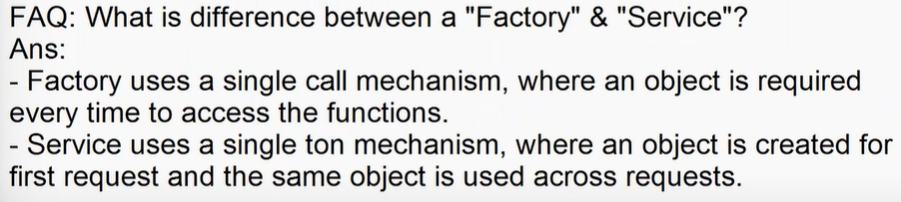 FAQ: What is difference between a "Factory" & "Service"?
Ans:
- Factory uses a single call mechanism, where an object is required
every time to access the functions.
- Service uses a single ton mechanism, where an object is created for
first request and the same object is used across requests.